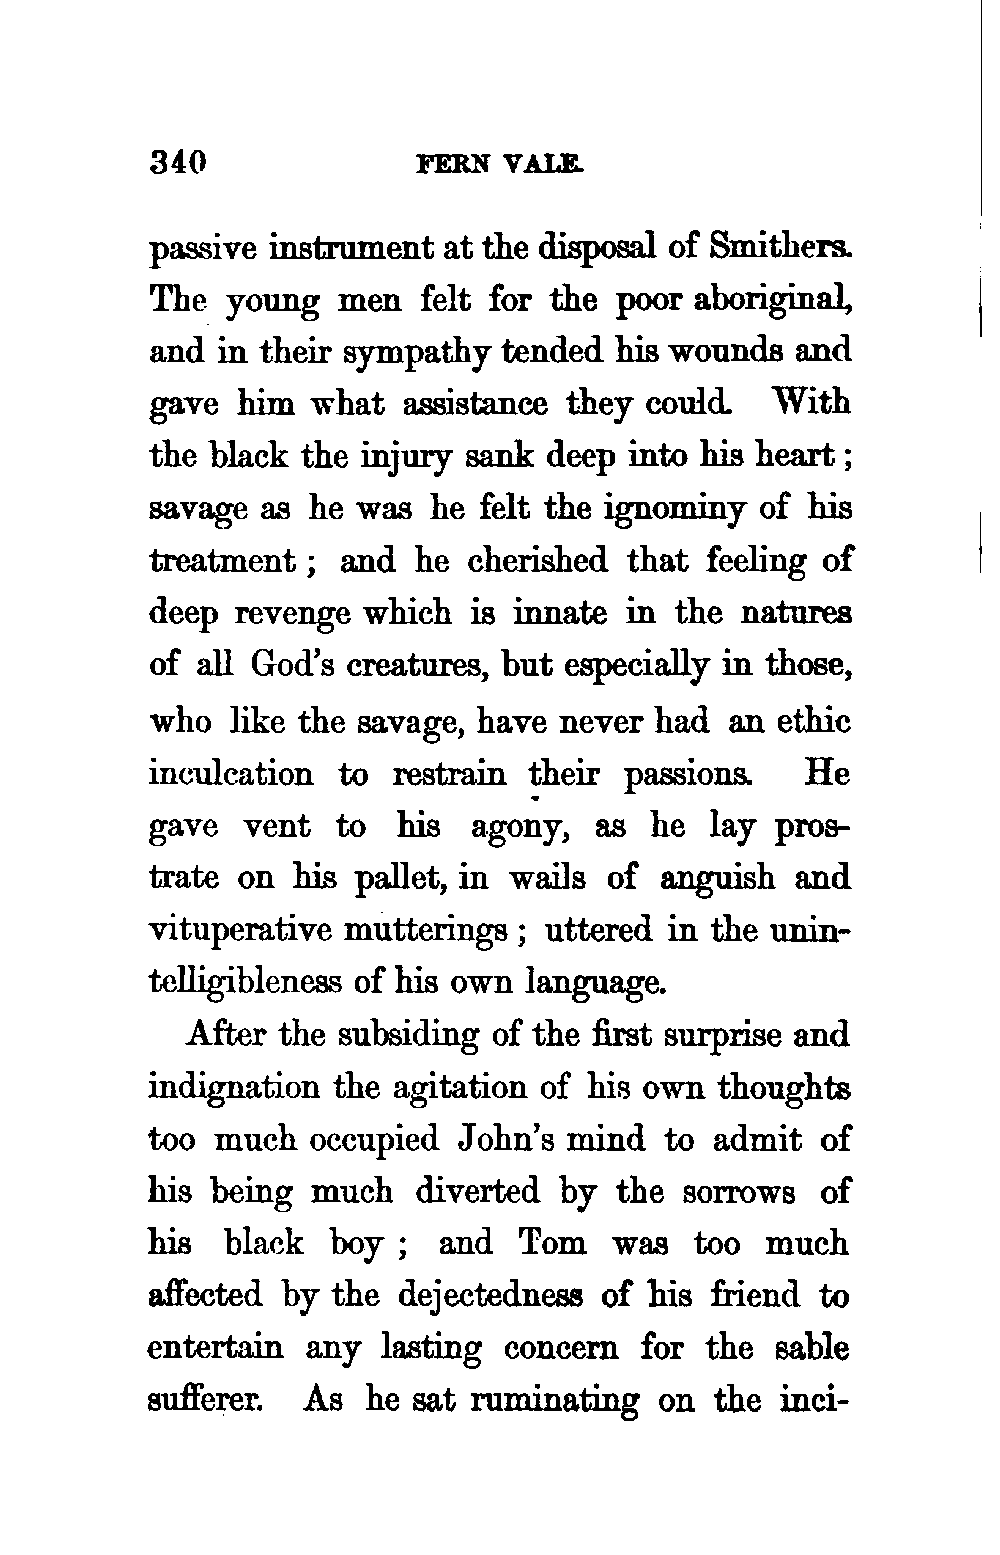 340 FERN VALE.
passive instrument at the disposal of Smithers.
The young men felt for the poor aboriginal,
and in their sympathy tended his wounds and
gave him what assistance they could. With
the black the injury sank deep into his heart ;
savage as he was he felt the ignominy of his
treatment ; and he cherished that feeling of
deep revenge which is innate in the natures
of all God's creatures, but especially in those,
who like the savage, have never had an ethic
inculcation to restrain their passions. He
gave vent to his agony, as he lay pros-
trate on his pallet, in wails of anguish and
vituperative mutterings ; uttered in the unin-
telligibleness of his own language.
After the subsiding of the first surprise and
indignation the agitation of his own thoughts
too much occupied John's mind to admit of
his being much diverted by the sorrows of
his black boy ; and Tom was too much
affected by the dejectedness of his friend to
entertain any lasting concern for the sable
sufferer. As he sat ruminating on the inci-